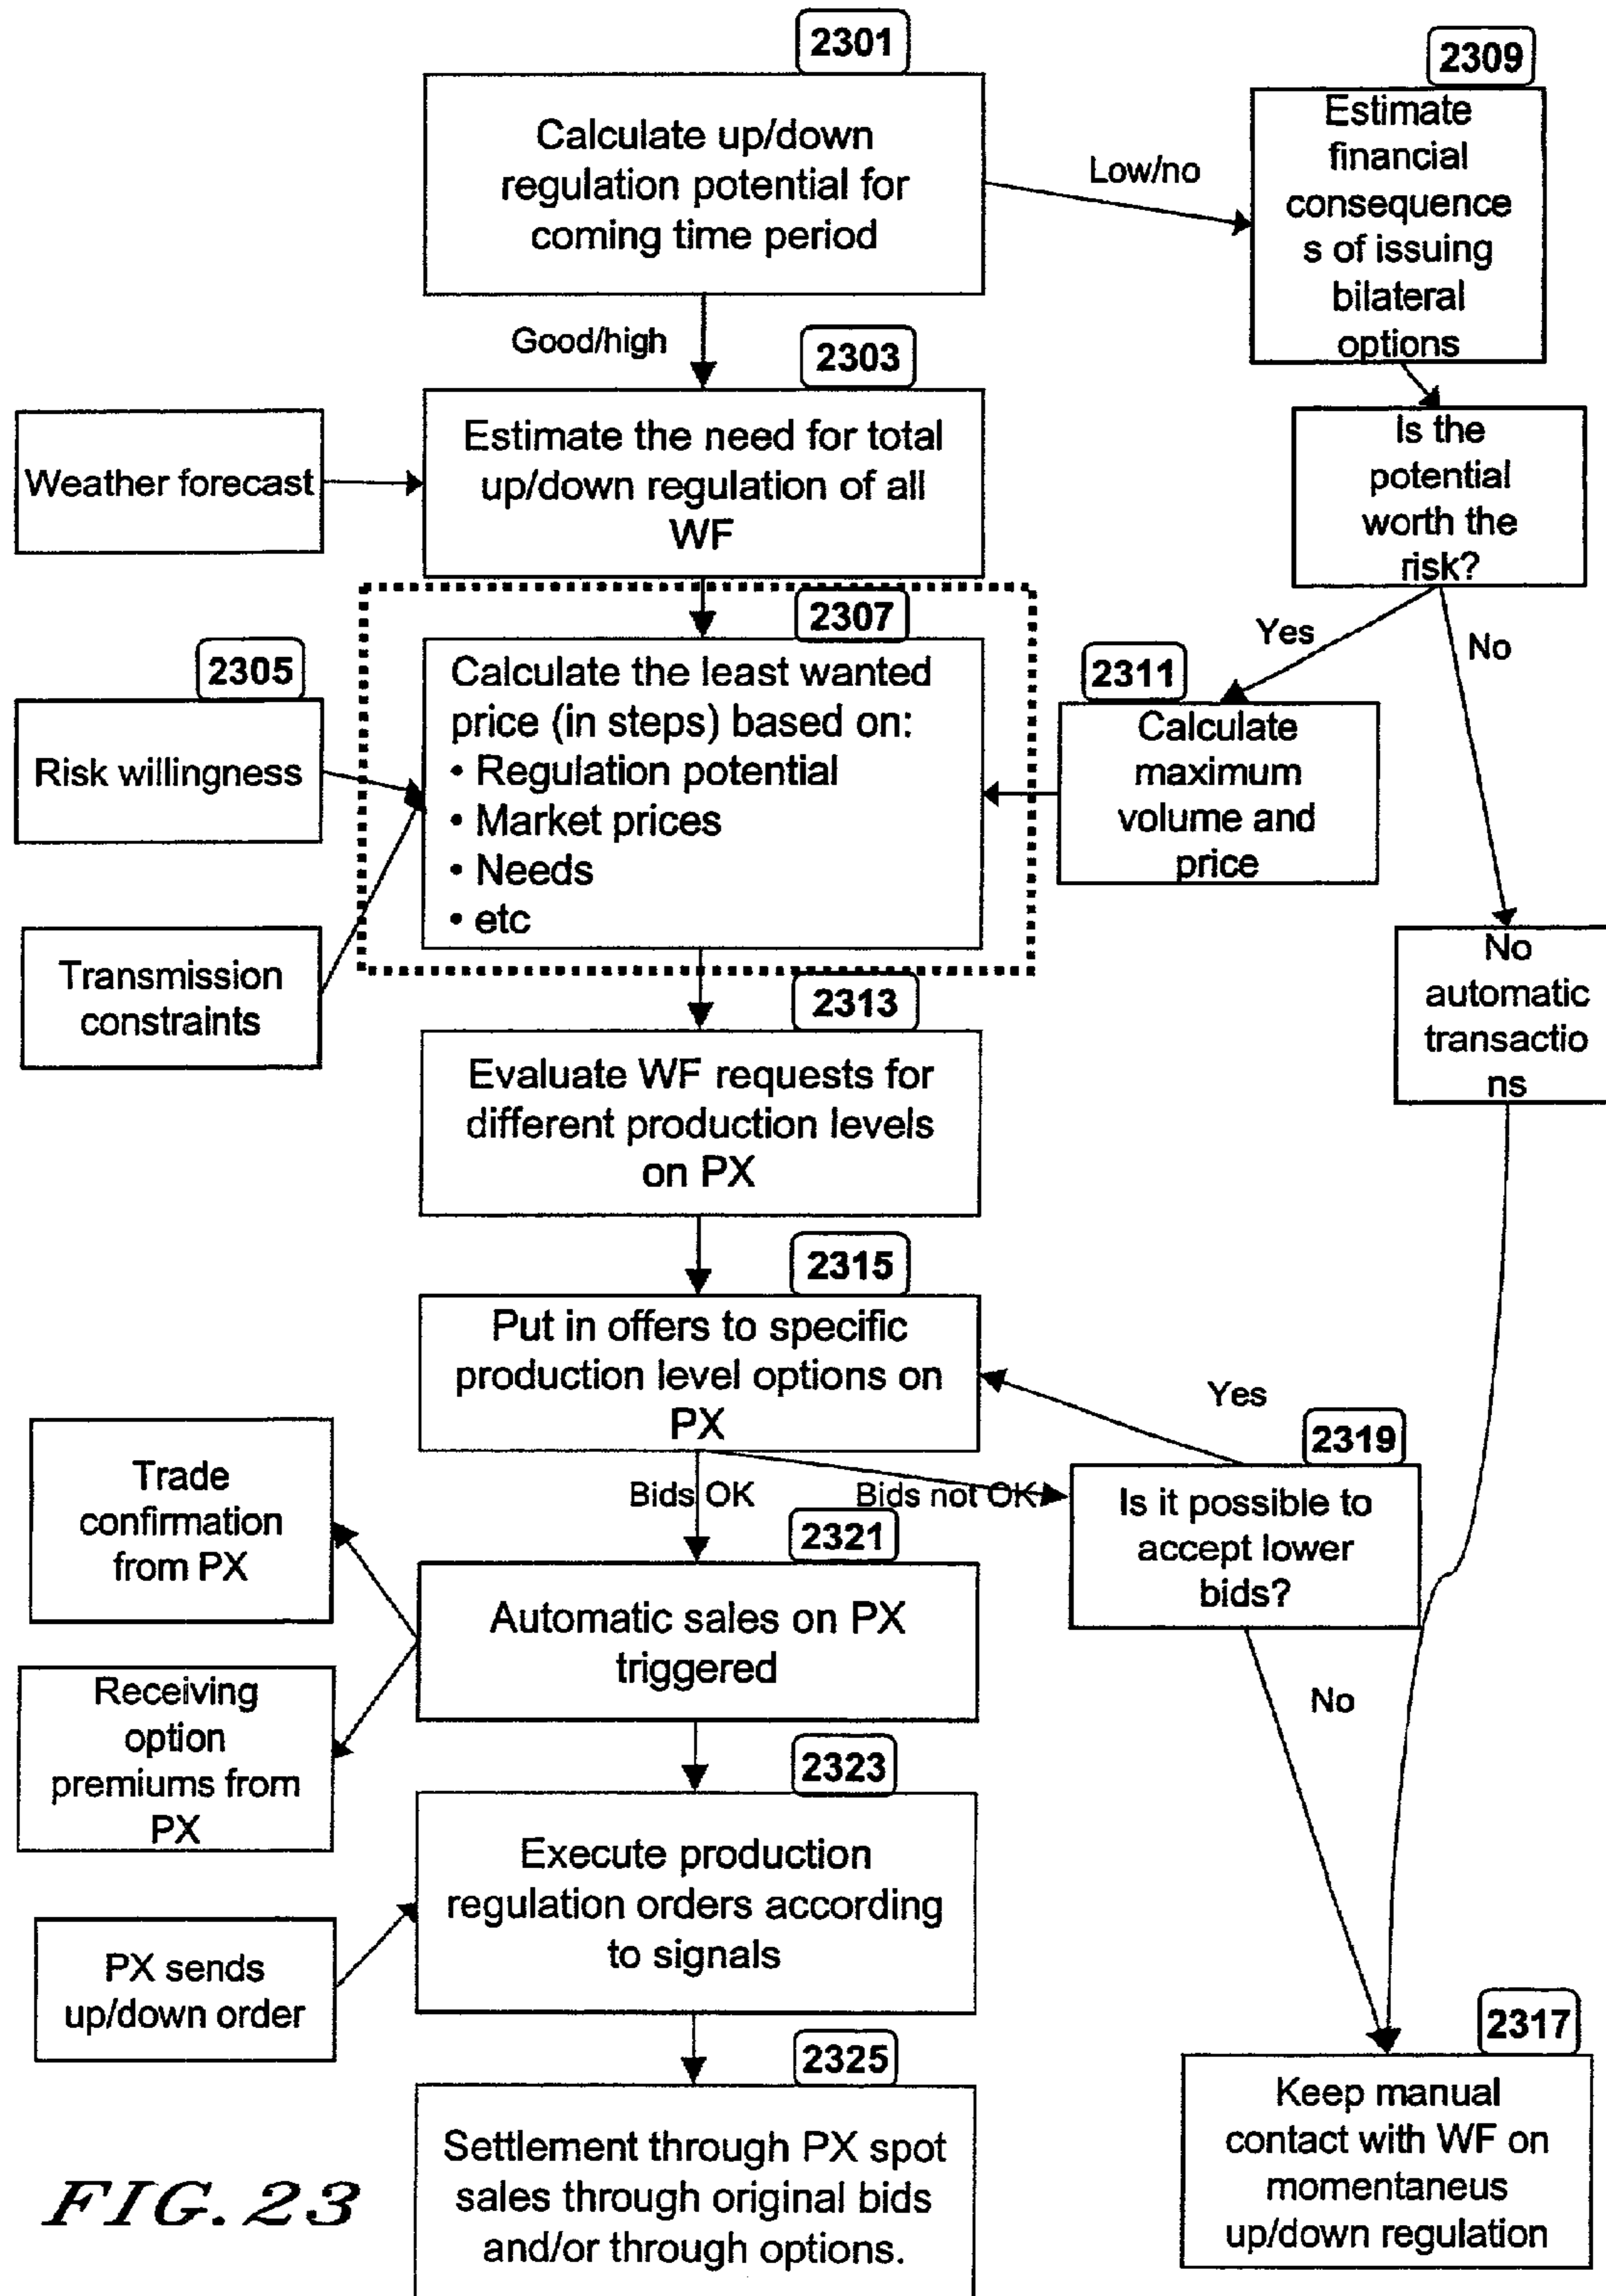 2301
Calculate up/down
regulation potential for
coming time period
Low/no
2309
Estimate
financial
consequence
s of issuing
bilateral
options
Good/high
2303
Weather forecast
Estimate the need for total
up/down regulation of all
WF
Is the
potential
worth the
risk?
Yes
No
2305
Risk willingness
Transmission
constraints
2307
Calculate the least wanted
price (in steps) based on:
• Regulation potential
• Market prices
• Needs
• etc
2311
Calculate
maximum
volume and
price
No
automatic
transactio
ns
2313
Evaluate WF requests for
different production levels
on PX
2315
Put in offers to specific
production level options on
PX
Yes
2319
Is it possible to
accept lower
bids?
Bids OK
Bids not OK
2321
Trade
confirmation
from PX
Automatic sales on PX
triggered
Receiving
option
premiums from
PX
No
2323
Execute production
regulation orders according
to signals
PX sends
up/down order
2325
Settlement through PX spot
sales through original bids
and/or through options.
2317
Keep manual
contact with WF on
momentaneus
up/down regulation
FIG. 23